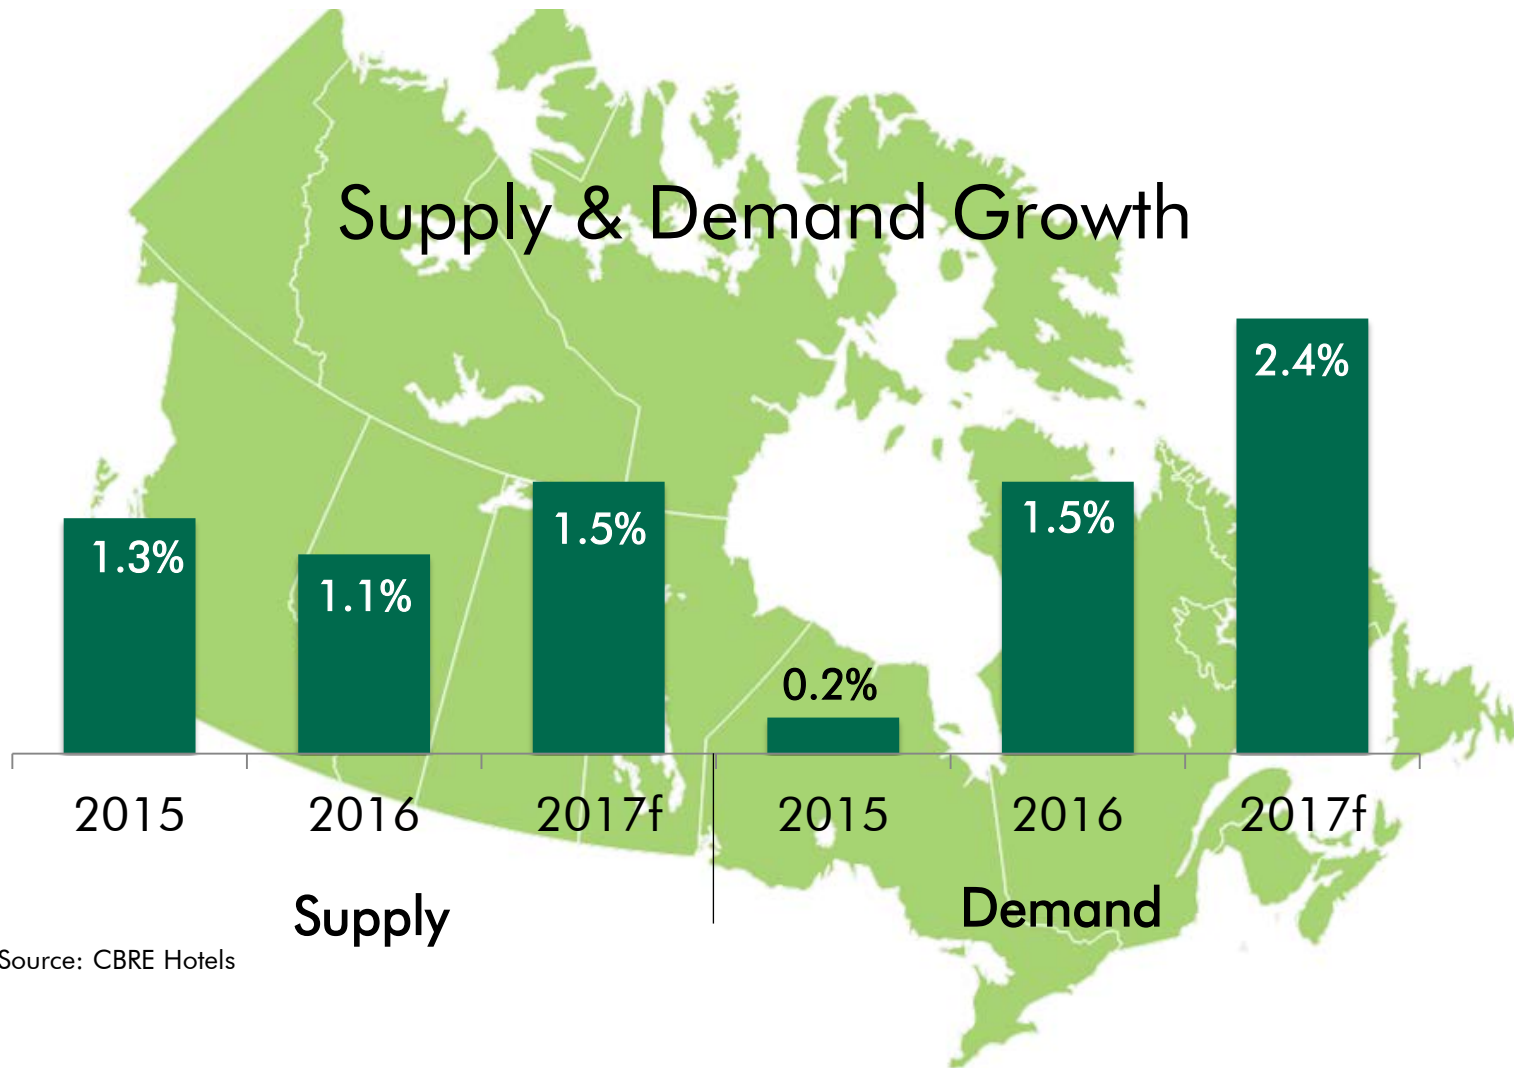 Supply & Demand Growth
2.4%
1.3%
1.1%
1.5%
0.2%
1.5%
2015 2016 2017f 2015 2016 2017f
Supply Demand
Source: CBRE Hotels